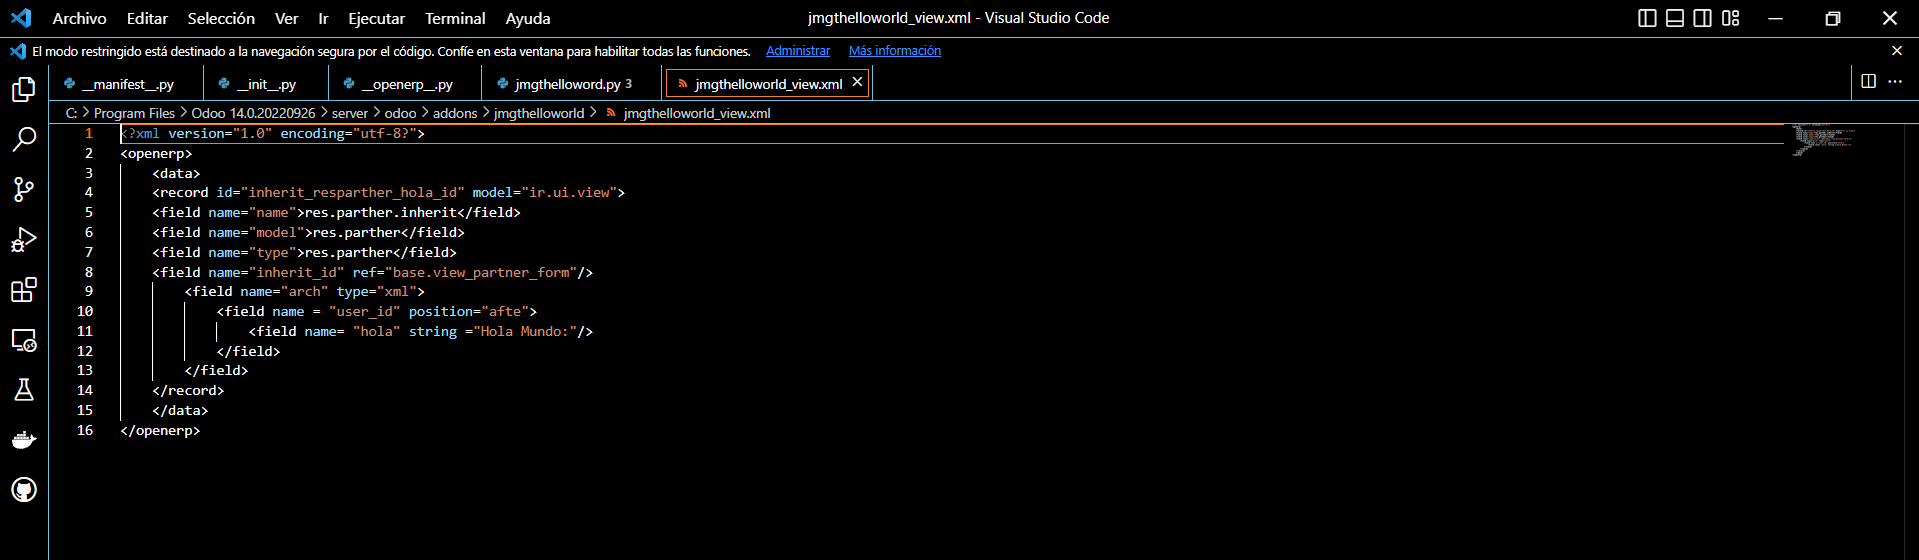 Archivo Editar Selección Ver Ir Ejecutar Terminal Ayuda jmgthelloworld_view.xml - Visual Studio Code
El modo restringido está destinado a la navegación segura por el código. Confíe en esta ventana para habilitar todas las funciones. Administrar Más información
__manifest__.py __init__.py __openerp__.py jmgthelloword.py 3 jmgthelloworld_view.xml
C: > Program Files > Odoo 14.0.20220926 > server > odoo > addons > jmgthelloworld > jmgthelloworld_view.xml
1 <?xml version="1.0" encoding="utf-8?">
2 <openerp>
3 <data>
4 <record id="inherit_resparther_hola_id" model="ir.ui.view">
5 <field name="name">res.parther.inherit</field>
6 <field name="model">res.parther</field>
7 <field name="type">res.parther</field>
8 <field name="inherit_id" ref="base.view_partner_form"/>
9 <field name="arch" type="xml">
10 <field name = "user_id" position="afte">
11 <field name= "hola" string ="Hola Mundo:"/>
12 </field>
13 </field>
14 </record>
15 </data>
16 </openerp>